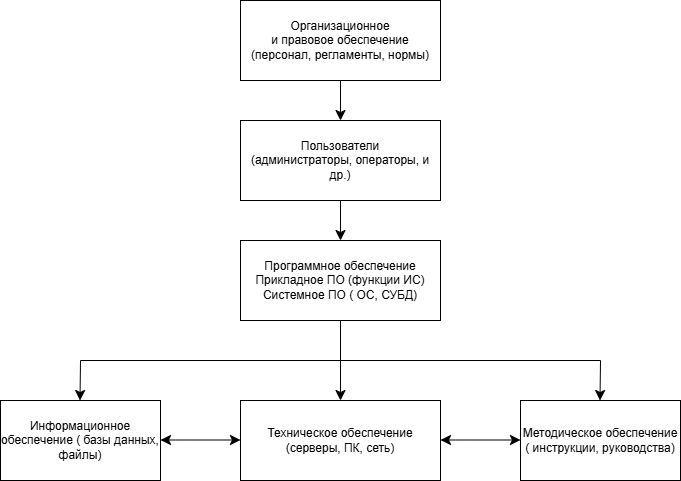 Организационное
и правовое обеспечение
(персонал, регламенты, нормы)
Пользователи
(администраторы, операторы, и
др.)
Программное обеспечение
Прикладное ПО (функции ИС)
Системное ПО ( ОС, СУБД)
Информационное
обеспечение ( базы данных,
файлы)
Техническое обеспечение
(серверы, ПК, сеть)
Методическое обеспечение
( инструкции, руководства)